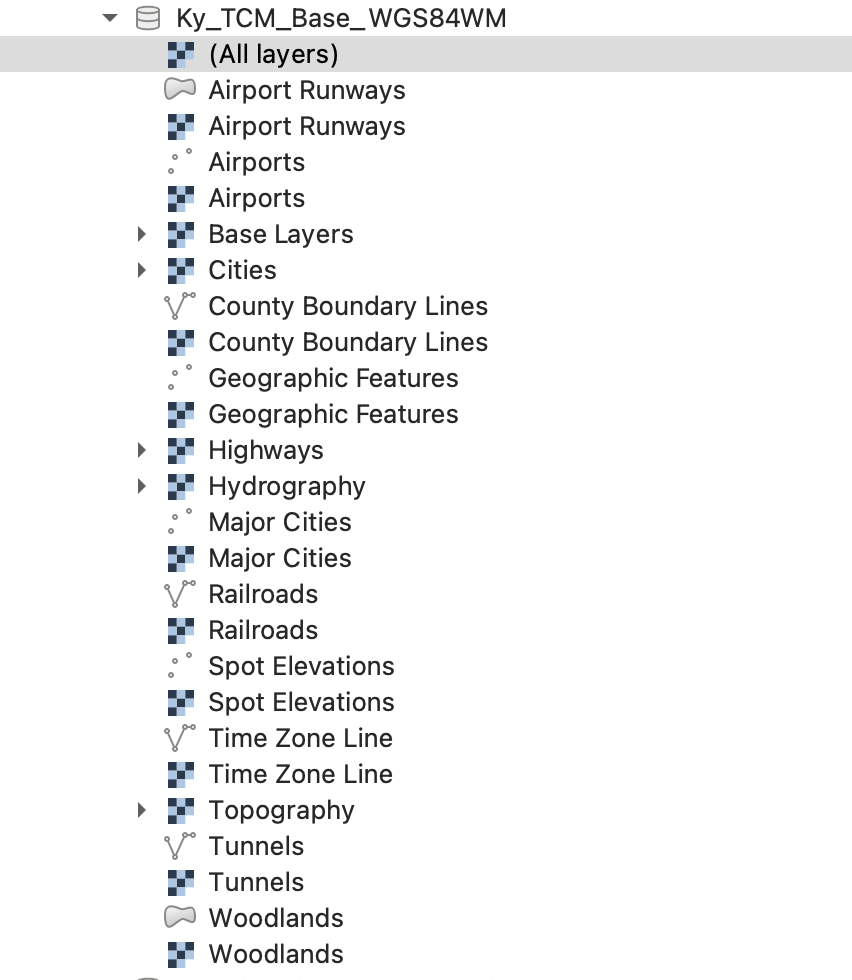 Ky_TCM_Base_WGS84WM
(All layers)
Airport Runways
Airport Runways
Airports
Airports
Base Layers
Cities
County Boundary Lines
County Boundary Lines
Geographic Features
Geographic Features
Highways
Hydrography
Major Cities
Major Cities
Railroads
Railroads
Spot Elevations
Spot Elevations
Time Zone Line
Time Zone Line
Topography
Tunnels
Tunnels
Woodlands
Woodlands